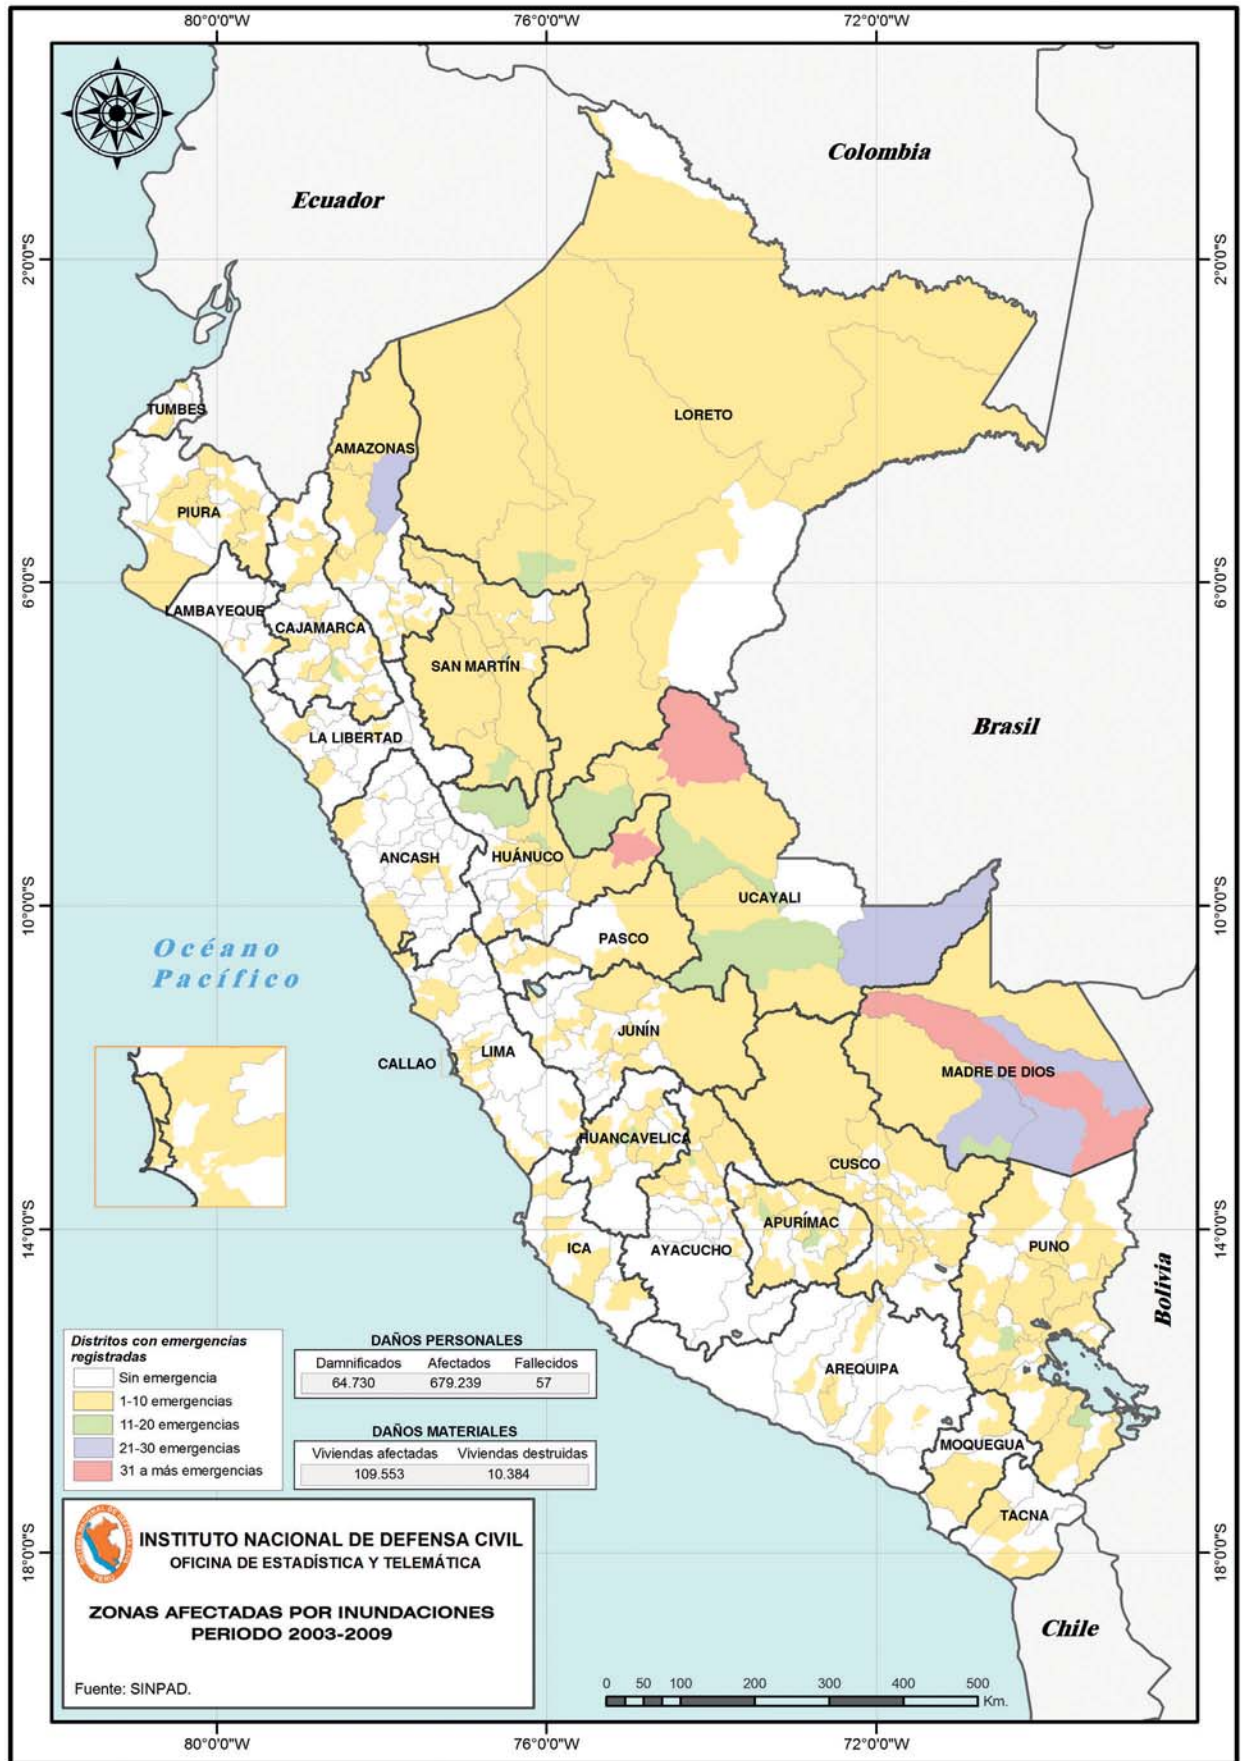 80°0'0"W
76°0'0"W
72°0'0"W
Colombia
Ecuador
2°0'0"S
2°0'0"S
LORETO
TUMBES
AMAZONAS
PIURA
6°0'0"S
6°0'0"S
LAMBAYEQUE
CAJAMARCA
SAN MARTÍN
Brasil
LA LIBERTAD
ANCASH
HUÁNUCO
UCAYALI
10°0'0"S
10°0'0"S
PASCO
Océano
Pacífico
JUNÍN
LIMA
CALLAO
MADRE DE DIOS
HUANCAVELICA
CUSCO
APURÍMAC
14°0'0"S
14°0'0"S
ICA
AYACUCHO
PUNO
Bolivia
AREQUIPA
MOQUEGUA
TACNA
Distritos con emergencias
registradas
Sin emergencia
1-10 emergencias
11-20 emergencias
21-30 emergencias
31 a más emergencias
DAÑOS PERSONALES
Damnificados Afectados Fallecidos
64.730 679.239 57
DAÑOS MATERIALES
Viviendas afectadas Viviendas destruidas
109.553 10.384
INSTITUTO NACIONAL DE DEFENSA CIVIL
OFICINA DE ESTADÍSTICA Y TELEMÁTICA
18°0'0"S
18°0'0"S
ZONAS AFECTADAS POR INUNDACIONES
PERIODO 2003-2009
Chile
Fuente: SINPAD.
0 50 100 200 300 400 500
Km.
80°0'0"W
76°0'0"W
72°0'0"W